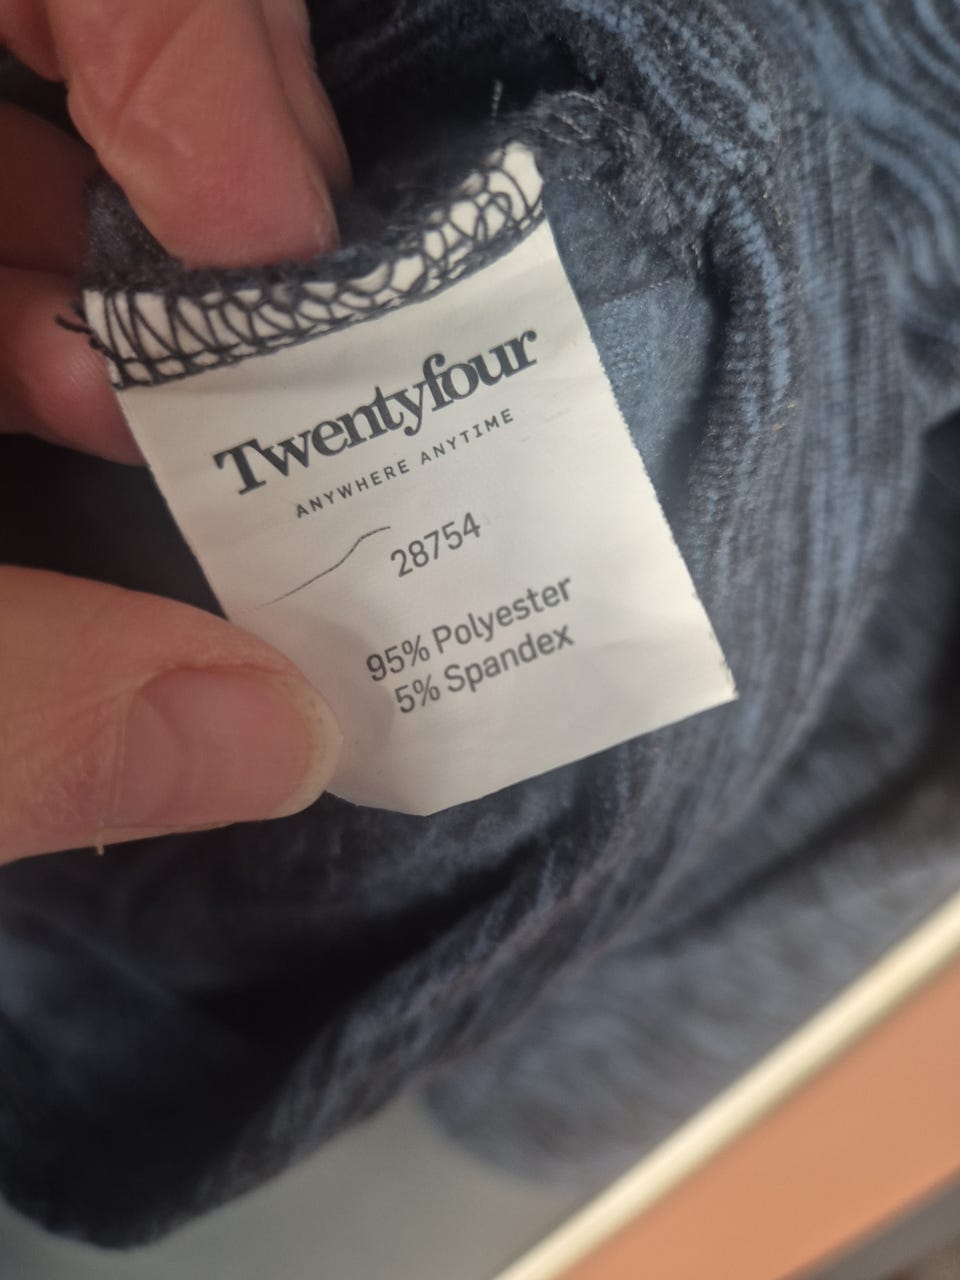 Twentyfour
ANYWHERE ANYTIME
28754
95% Polyester
5% Spandex